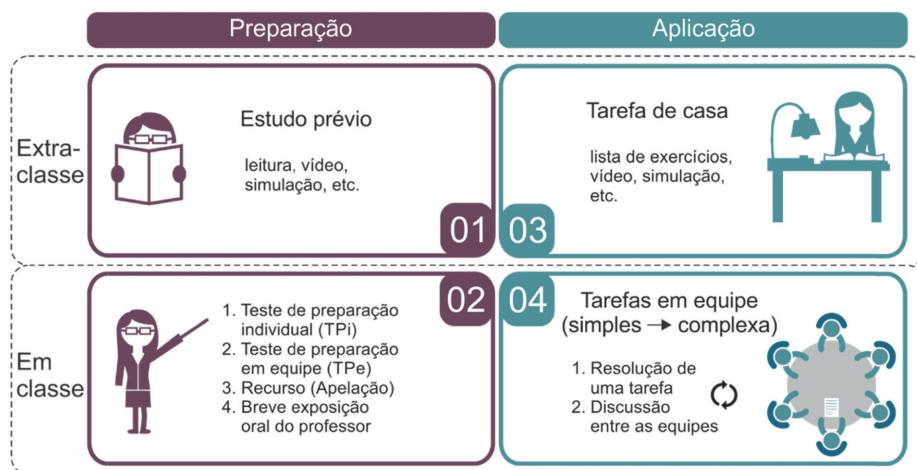 Preparação
Aplicação
Extra-
classe
Estudo prévio
leitura, vídeo,
simulação, etc.
01
Tarefa de casa
lista de exercícios,
vídeo, simulação,
etc.
03
Em
classe
1. Teste de preparação
individual (TPi)
2. Teste de preparação
em equipe (TPe)
3. Recurso (Apelação)
4. Breve exposição
oral do professor
02
04
Tarefas em equipe
(simples → complexa)
1. Resolução de
uma tarefa
2. Discussão
entre as equipes